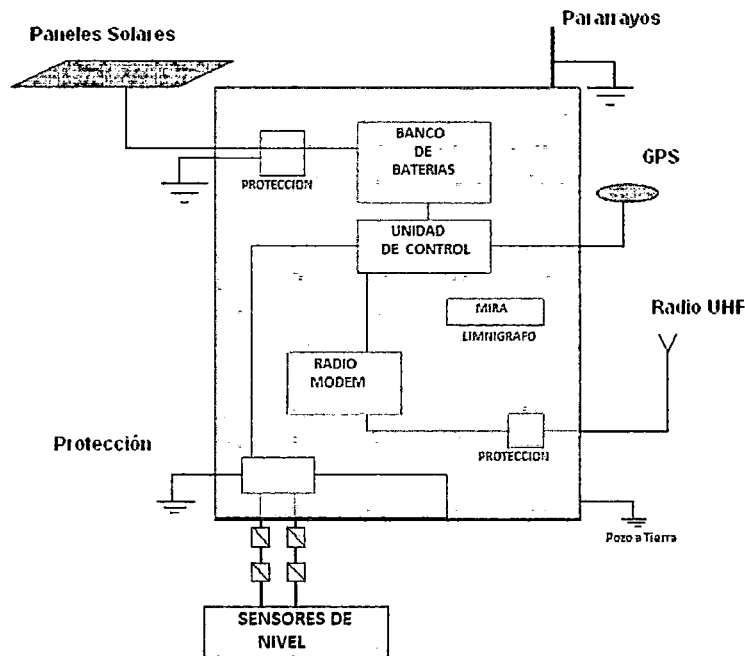 Pararrayos
Paneles Solares
BANCO
DE
BATERIAS
PROTECCION
GPS
UNIDAD
DE CONTROL
MIRA
LIMNIGRAFO
Radio UHF
RADIO
MODEM
PROTECCION
Protección
Pozo a Tierra
SENSORES DE
NIVEL